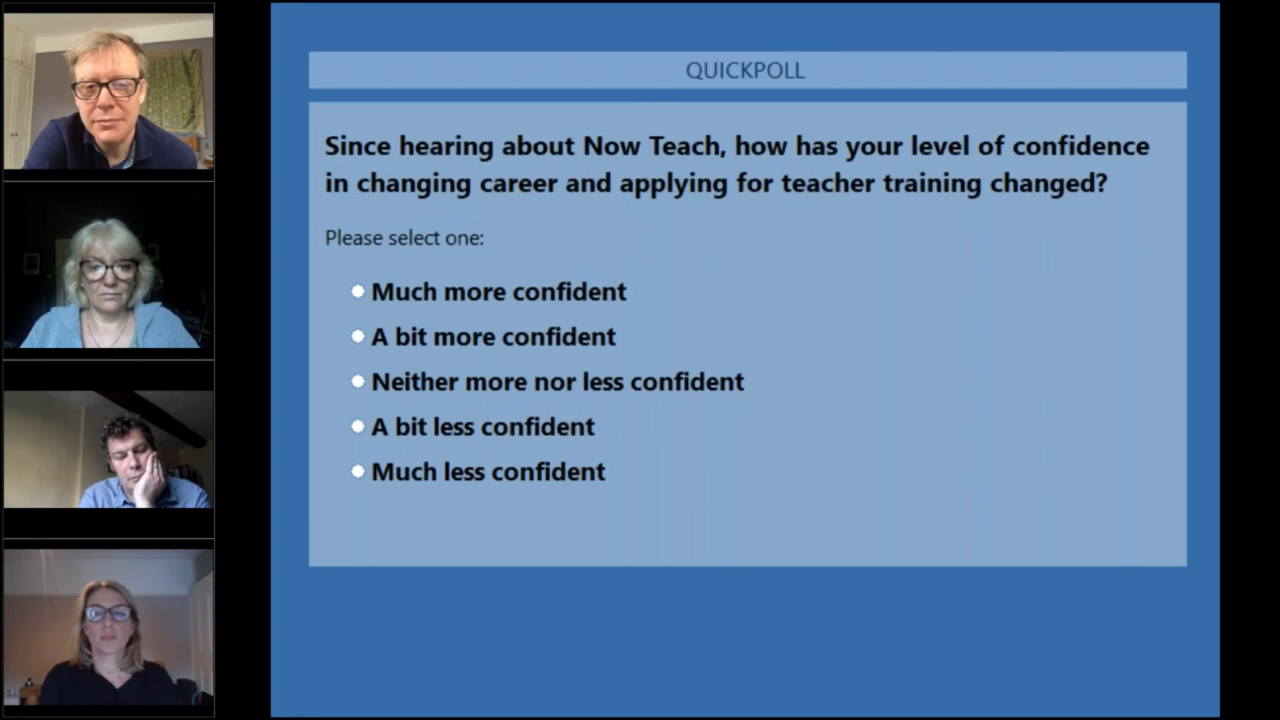 QUICKPOLL
Since hearing about Now Teach, how has your level of confidence
in changing career and applying for teacher training changed?
Please select one:
Much more confident
A bit more confident
Neither more nor less confident
A bit less confident
Much less confident